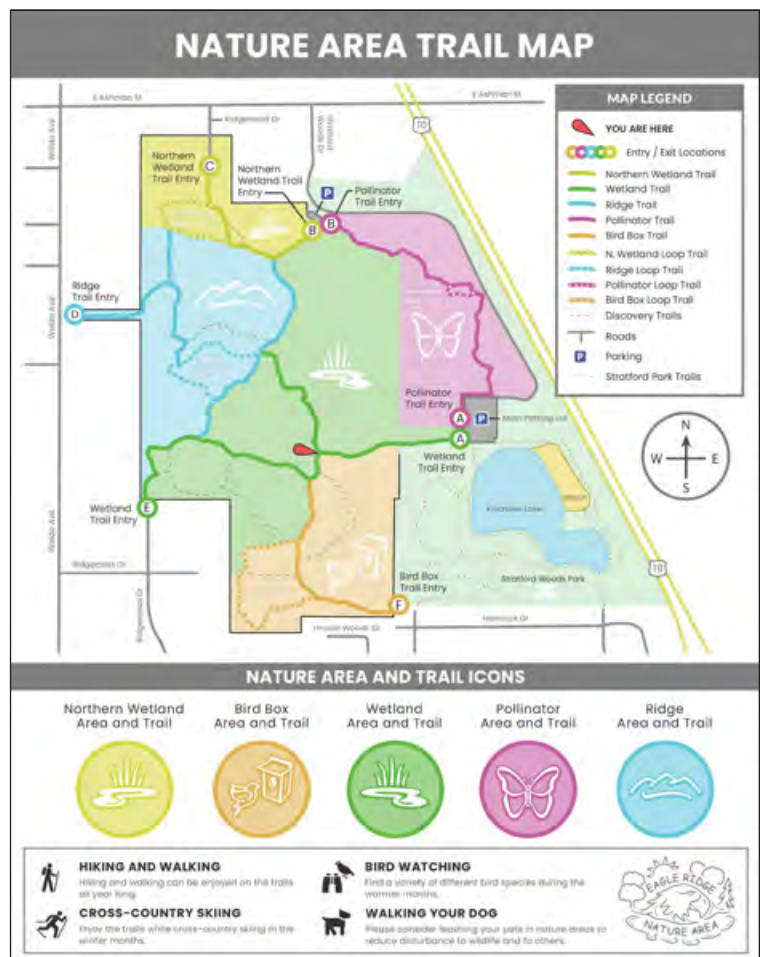 NATURE AREA TRAIL MAP
E Ashman St
Waldo Ave
Ridgewood Dr
10
MAP LEGEND
YOU ARE HERE
Entry / Exit Locations
Northern Wetland Trail
Wetland Trail
Ridge Trail
Pollinator Trail
Bird Box Trail
N. Wetland Loop Trail
Ridge Loop Trail
Pollinator Loop Trail
Bird Box Loop Trail
Discovery Trails
Roads
P
Parking
Stratford Park Trails
E Ashman St
Northern
Wetland
Trail Entry
C
Northern
Wetland Trail
Entry
P
B
B
Pollinator
Trail Entry
Waldo Ave
Ridge
Trail Entry
D
Pollinator
Trail Entry
A
P
Main Parking Lot
A
Wetland
Trail Entry
N
W
E
S
E
Wetland
Trail Entry
Waldo Ave
Stratford Woods Park
10
Bird Box
Trail Entry
F
NATURE AREA AND TRAIL ICONS
Northern Wetland
Area and Trail
Bird Box
Area and Trail
Wetland
Area and Trail
Pollinator
Area and Trail
Ridge
Area and Trail
HIKING AND WALKING
Hiking and walking can be enjoyed on the trails
all year long.
BIRD WATCHING
Find a variety of different bird species during the
warmer months.
CROSS-COUNTRY SKIING
Enjoy the trails while cross-country skiing in the
winter months.
WALKING YOUR DOG
Please consider leashing your pets in nature areas to
reduce disturbance to wildlife and to others.
EAGLE RIDGE
NATURE AREA